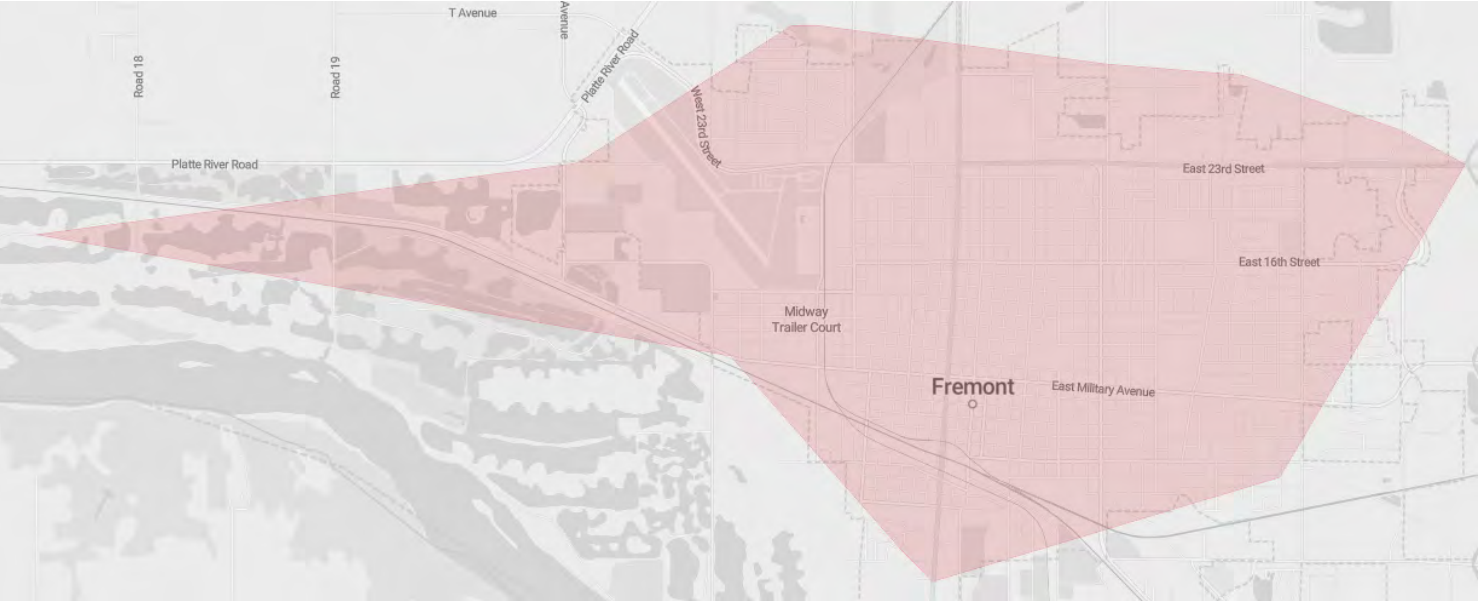 T Avenue
Avenue
Platte River Road
Road 18
Road 19
West 23rd Street
Platte River Road
East 23rd Street
East 16th Street
Midway
Trailer Court
Fremont
East Military Avenue